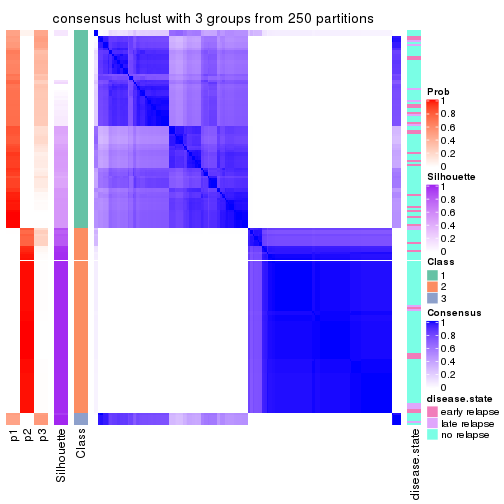 consensus hclust with 3 groups from 250 partitions
Prob
1
0.8
0.6
0.4
0.2
0
Silhouette
1
0.8
0.6
0.4
0.2
0
Class
1
2
3
Consensus
1
0.8
0.6
0.4
0.2
0
disease.state
early relapse
late relapse
no relapse
p1
p2
p3
Silhouette
Class
disease.state